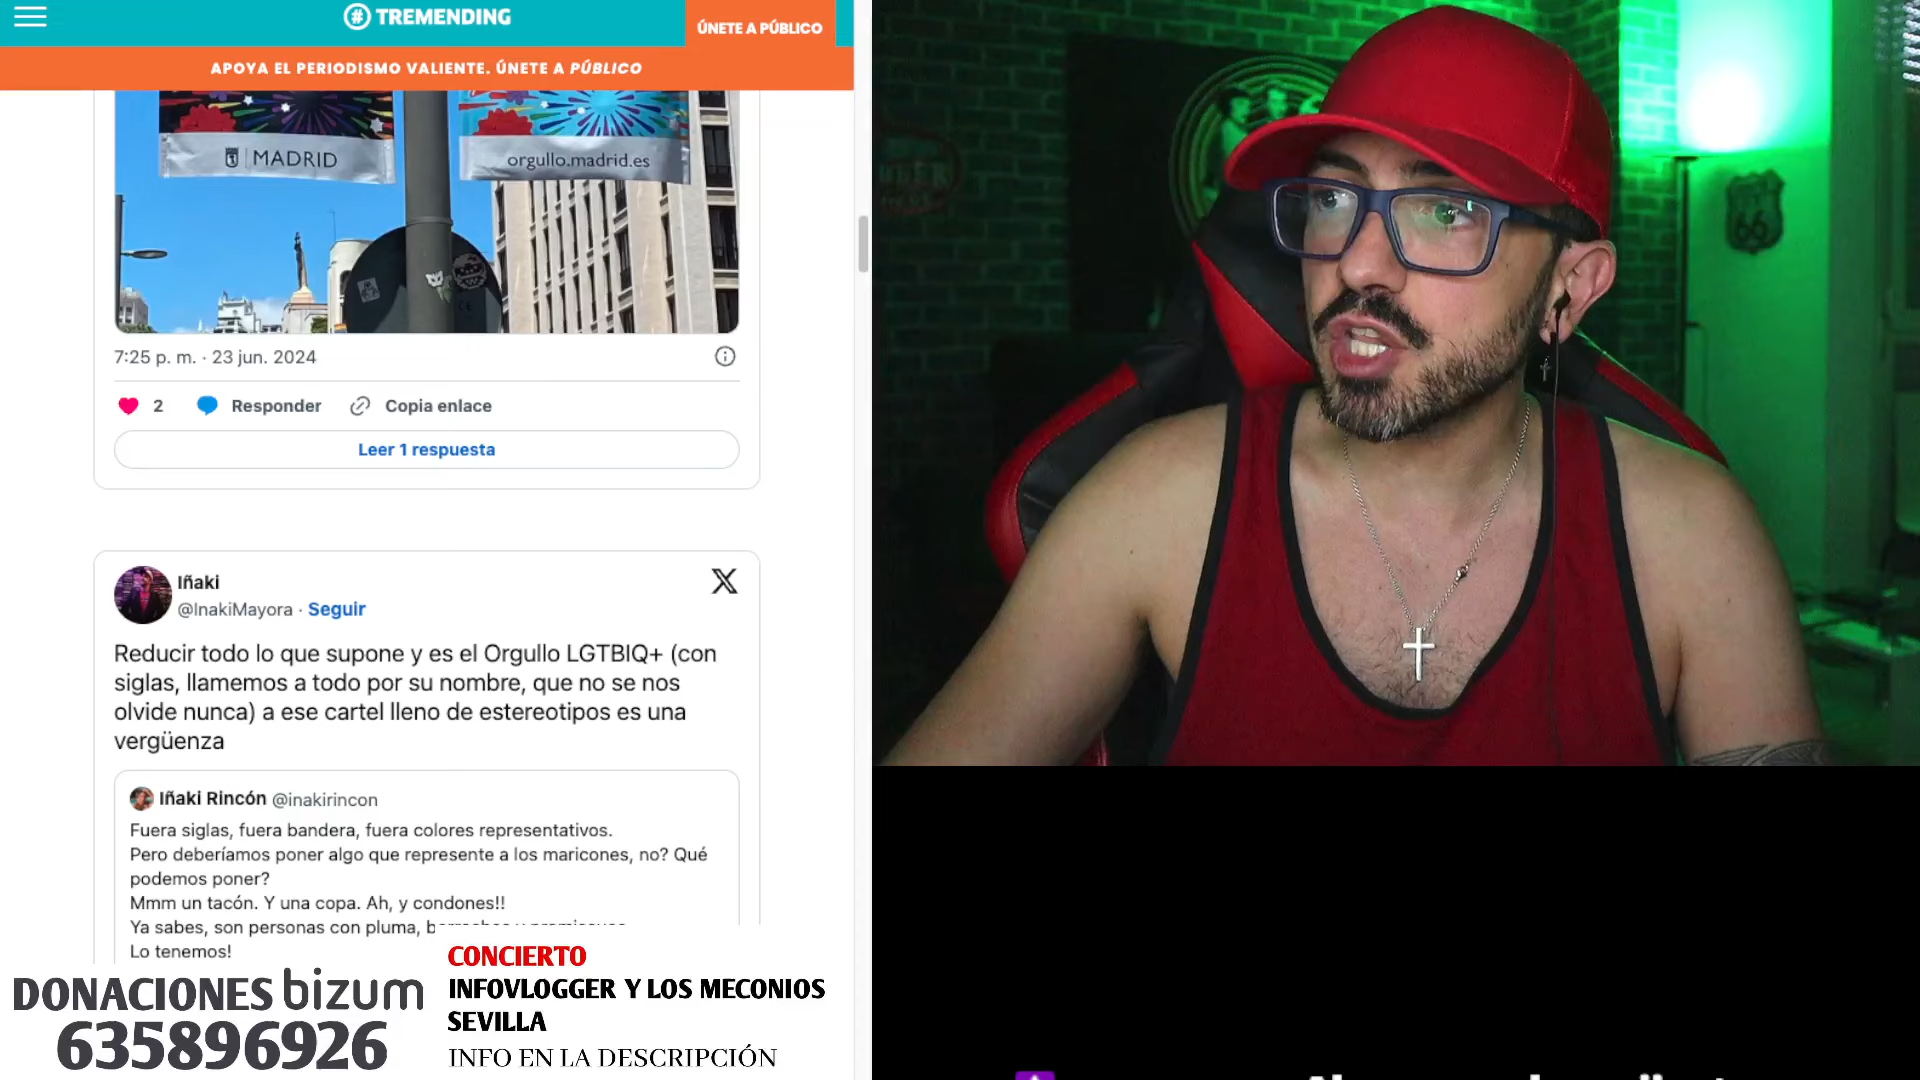 # TREMENDING
ÚNETE A PÚBLICO
APOYA EL PERIODISMO VALIENTE. ÚNETE A PÚBLICO
MADRID
orgullo.madrid.es
7:25 p. m. · 23 jun. 2024
2 Responder Copia enlace
Leer 1 respuesta
Iñaki
@InakiMayora · Seguir
Reducir todo lo que supone y es el Orgullo LGTBIQ+ (con
siglas, llamemos a todo por su nombre, que no se nos
olvide nunca) a ese cartel lleno de estereotipos es una
vergüenza
Iñaki Rincón @inakirincon
Fuera siglas, fuera bandera, fuera colores representativos.
Pero deberíamos poner algo que represente a los maricones, no? Qué
podemos poner?
Mmm un tacón. Y una copa. Ah, y condones!!
Ya sabes, son personas con pluma,
Lo tenemos!
DONACIONES bizum
635896926
CONCIERTO
INFOVLOGGER Y LOS MECONIOS
SEVILLA
INFO EN LA DESCRIPCIÓN
66